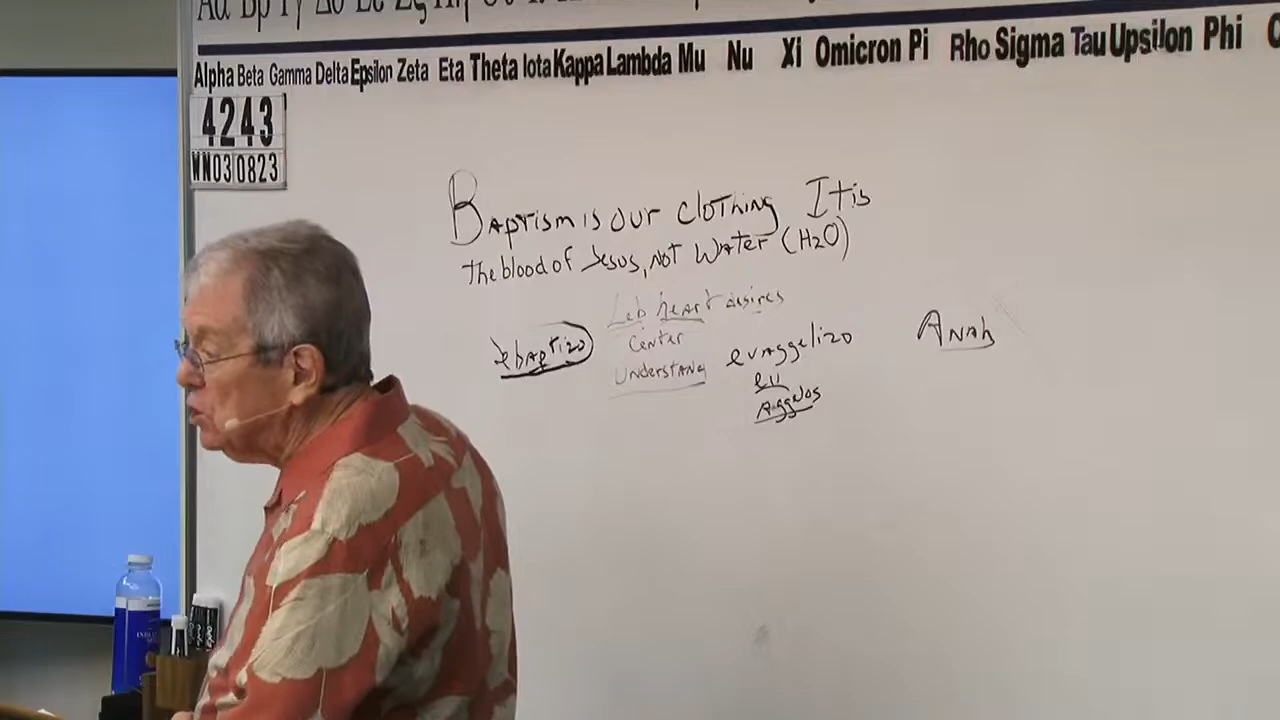 Alpha Beta Gamma Delta Epsilon Zeta Eta Theta Iota Kappa Lambda Mu Nu Xi Omicron Pi Rho Sigma Tau Upsilon Phi
4243
WN030823
Baptism is our clothing It is
the blood of Jesus, not water (H2O)
Leb heart desires
Center
Understand
ebaptizo
evaggelizo
eu
Aggelos
Anah